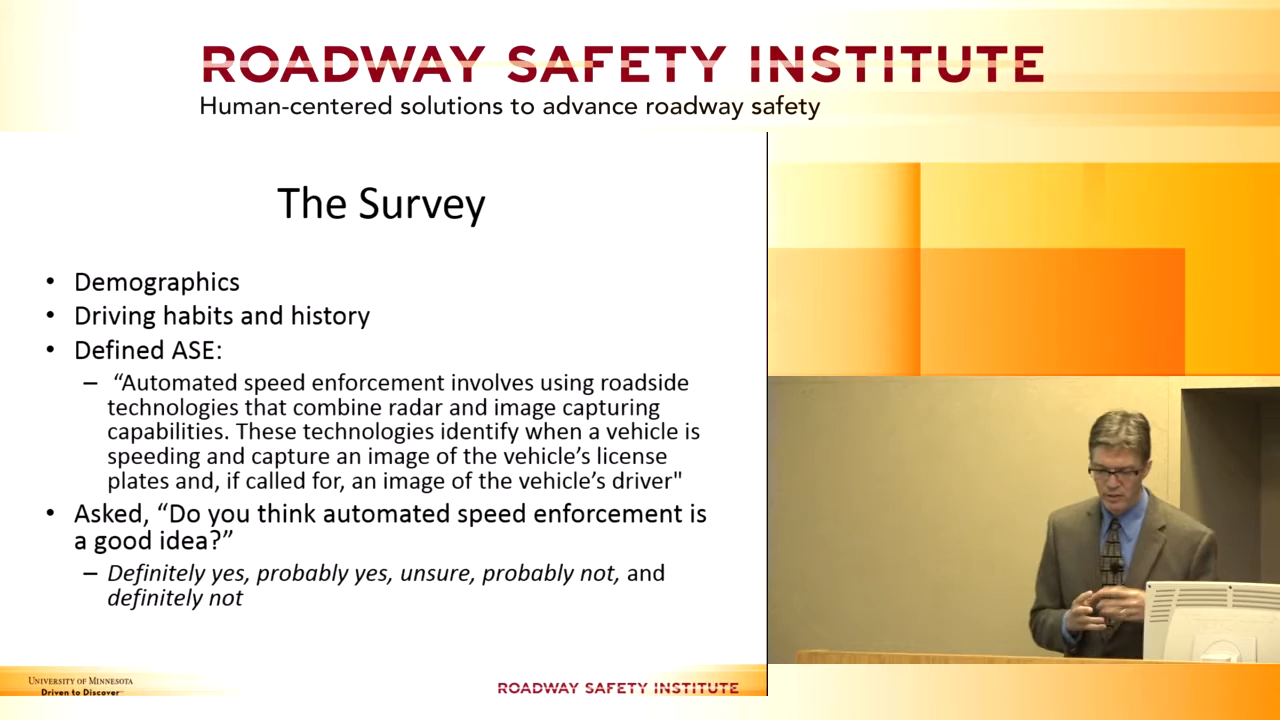 ROADWAY SAFETY INSTITUTE
Human-centered solutions to advance roadway safety
The Survey
• Demographics
• Driving habits and history
• Defined ASE:
– “Automated speed enforcement involves using roadside
technologies that combine radar and image capturing
capabilities. These technologies identify when a vehicle is
speeding and capture an image of the vehicle’s license
plates and, if called for, an image of the vehicle’s driver"
• Asked, “Do you think automated speed enforcement is
a good idea?”
– Definitely yes, probably yes, unsure, probably not, and
definitely not
UNIVERSITY OF MINNESOTA
Driven to Discover
ROADWAY SAFETY INSTITUTE